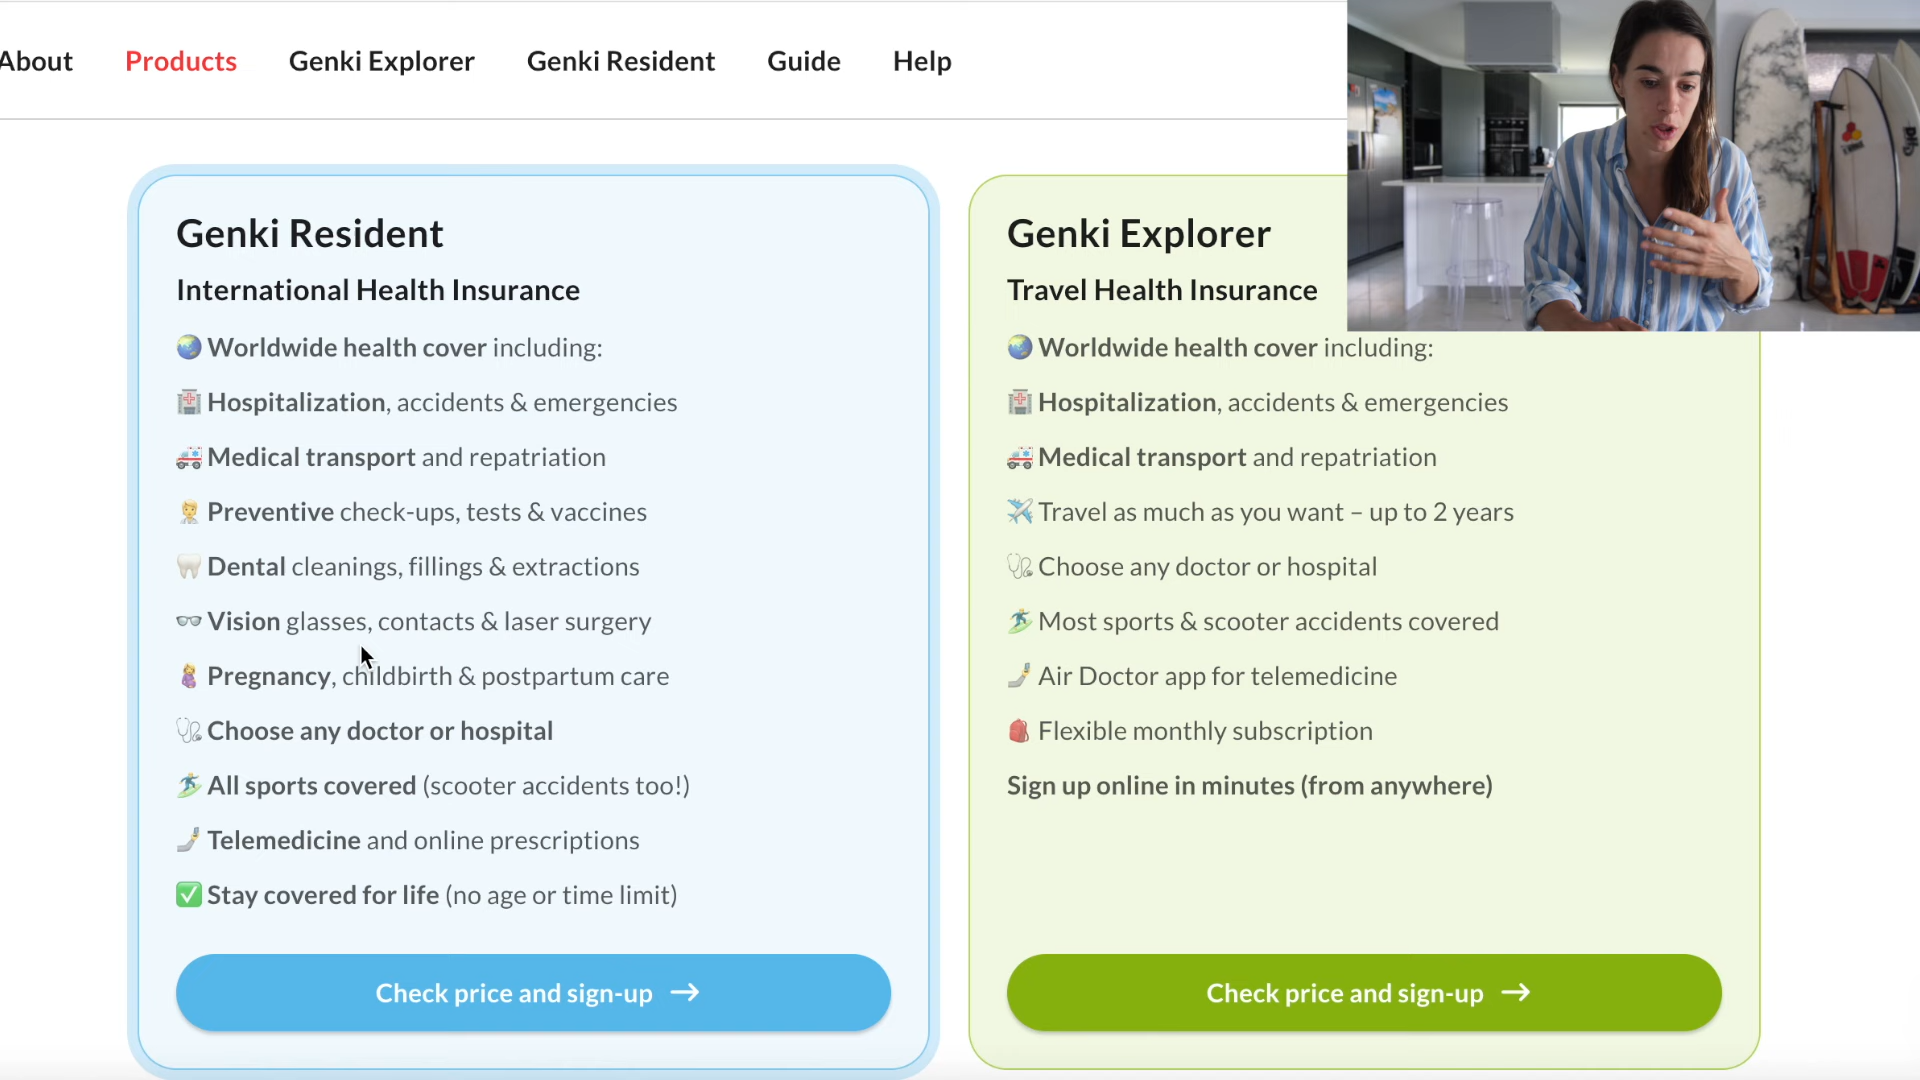 About Products Genki Explorer Genki Resident Guide Help
Genki Resident
International Health Insurance
Worldwide health cover including:
Hospitalization, accidents & emergencies
Medical transport and repatriation
Preventive check-ups, tests & vaccines
Dental cleanings, fillings & extractions
Vision glasses, contacts & laser surgery
Pregnancy, childbirth & postpartum care
Choose any doctor or hospital
All sports covered (scooter accidents too!)
Telemedicine and online prescriptions
Stay covered for life (no age or time limit)
Check price and sign-up →
Genki Explorer
Travel Health Insurance
Worldwide health cover including:
Hospitalization, accidents & emergencies
Medical transport and repatriation
Travel as much as you want – up to 2 years
Choose any doctor or hospital
Most sports & scooter accidents covered
Air Doctor app for telemedicine
Flexible monthly subscription
Sign up online in minutes (from anywhere)
Check price and sign-up →